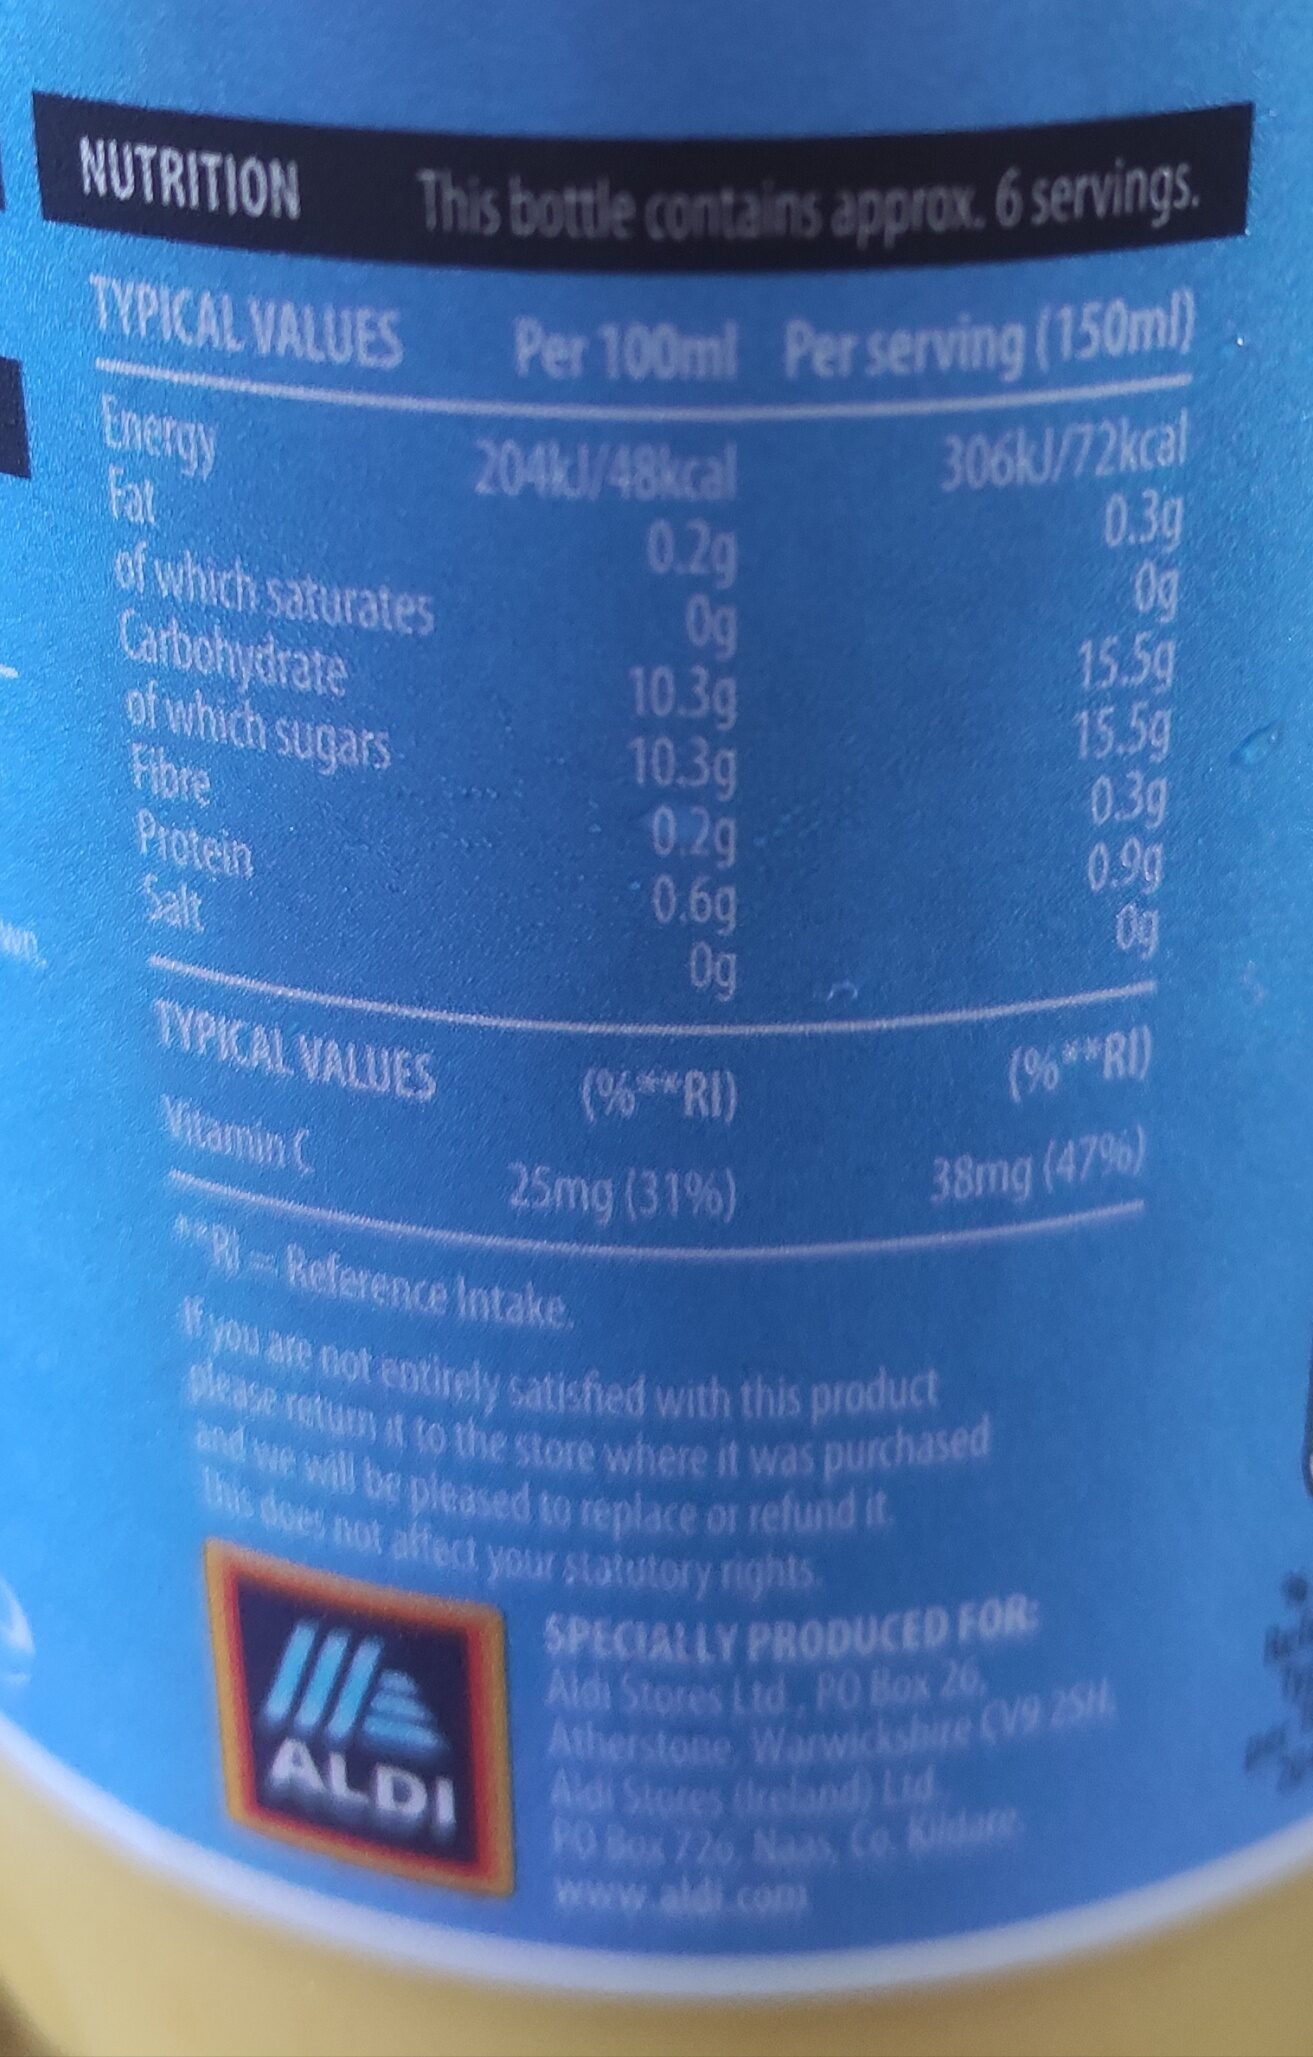 NUTRITION This bottle contains approx. 6 servings.
TYPICAL VALUES Per 100ml Per serving (150ml)
Energy 204kJ/48kcal 306kJ/72kcal
Fat 0.2g 0.3g
of which saturates 0g 0g
Carbohydrate 10.3g 15.5g
of which sugars 10.3g 15.5g
Fibre 0.2g 0.3g
Protein 0.6g 0.9g
Salt 0g 0g
TYPICAL VALUES (%**RI) (%**RI)
Vitamin C 25mg (31%) 38mg (47%)
**RI = Reference Intake.
If you are not entirely satisfied with this product
please return it to the store where it was purchased
and we will be pleased to replace or refund it.
This does not affect your statutory rights.
ALDI
SPECIALLY PRODUCED FOR:
Aldi Stores Ltd., PO Box 26,
Atherstone, Warwickshire CV9 2SH.
Aldi Stores (Ireland) Ltd.
PO Box 726, Naas, Co. Kildare.
www.aldi.com